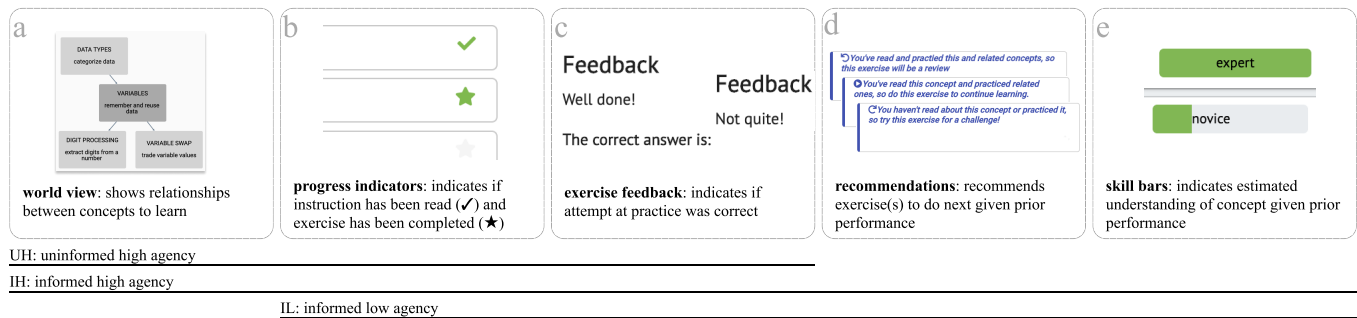 a
DATA TYPES
categorize data
VARIABLES
remember and reuse
data
DIGIT PROCESSING
extract digits from a
number
VARIABLE SWAP
trade variable values
world view: shows relationships
between concepts to learn
b
progress indicators: indicates if
instruction has been read (✓) and
exercise has been completed (★)
c
Feedback
Well done!
The correct answer is:
Feedback
Not quite!
exercise feedback: indicates if
attempt at practice was correct
d
You've read and practied this and related concepts, so
this exercise will be a review
You've read this concept and practiced related
ones, so do this exercise to continue learning.
You haven't read about this concept or practiced it,
so try this exercise for a challenge!
recommendations: recommends
exercise(s) to do next given prior
performance
e
expert
novice
skill bars: indicates estimated
understanding of concept given prior
performance
UH: uninformed high agency
IH: informed high agency
IL: informed low agency